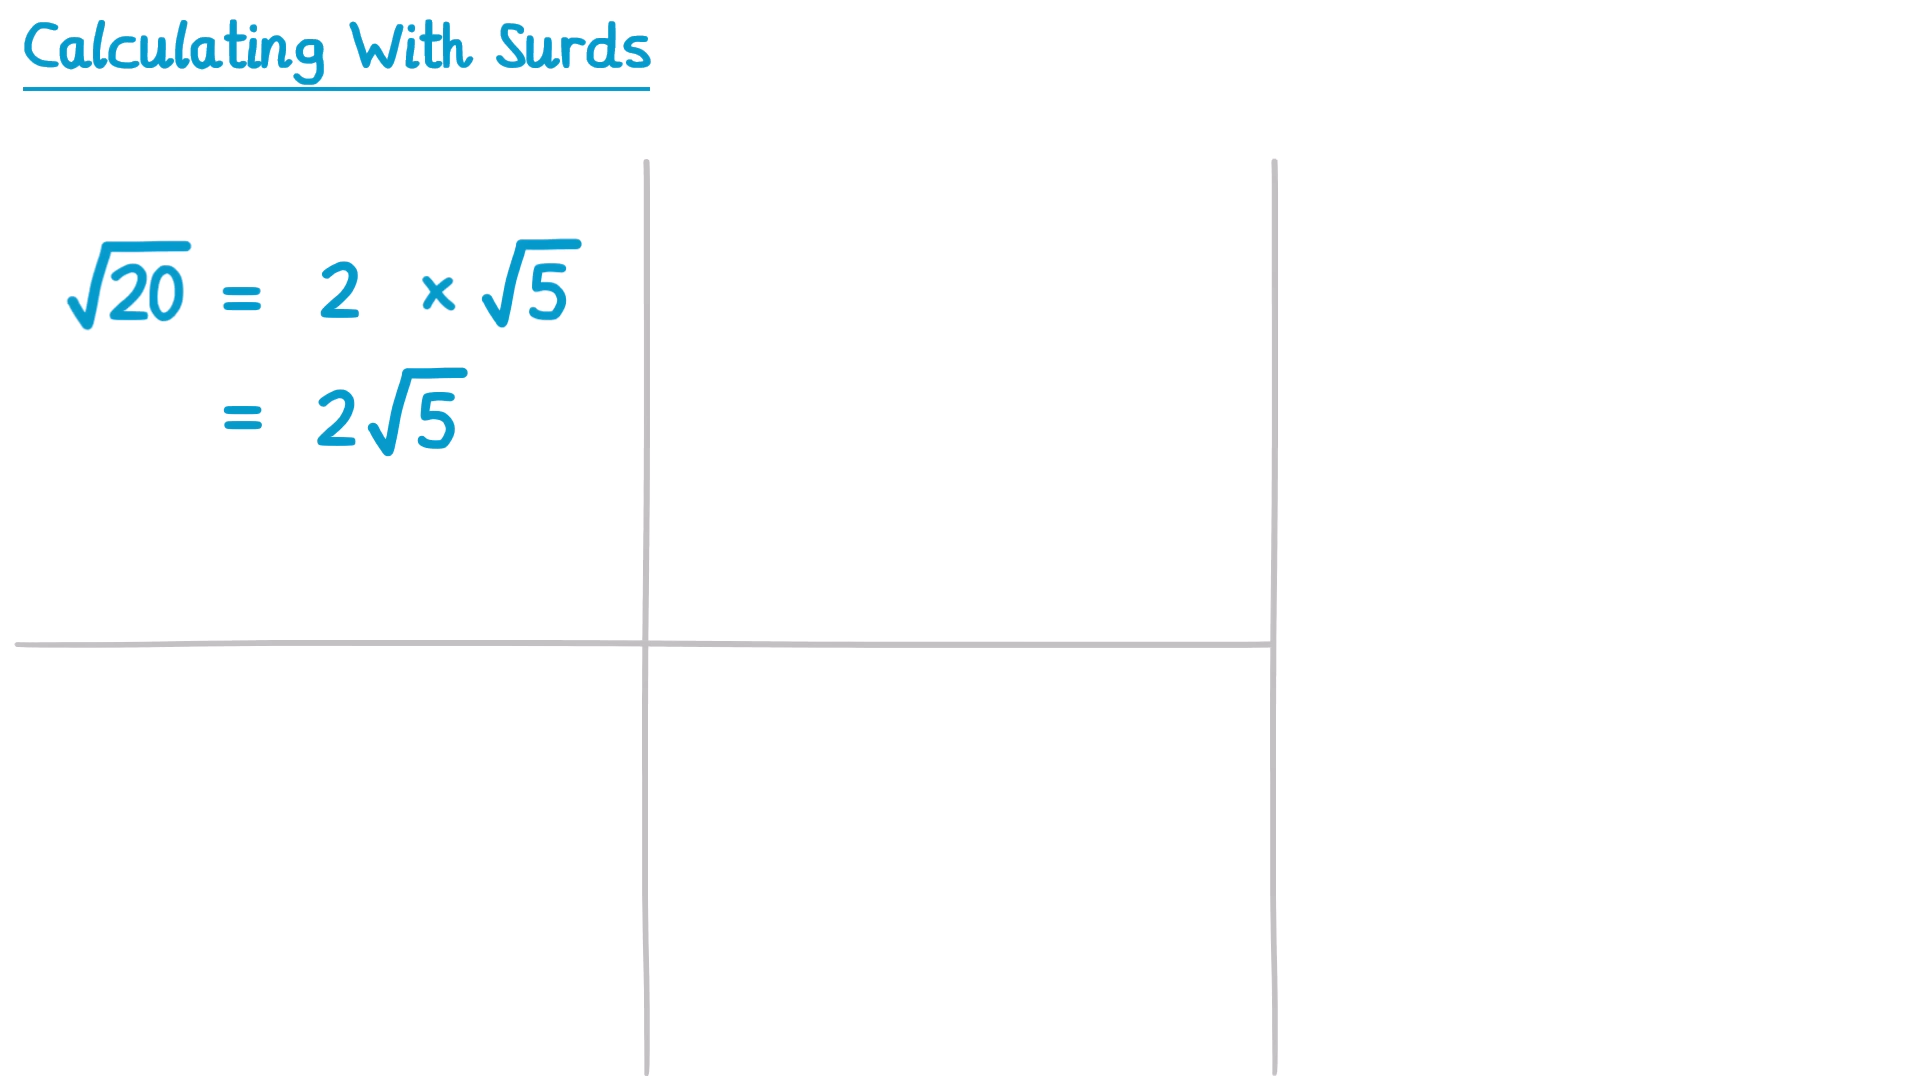 Calculating With Surds
√20 = 2 × √5
= 2√5